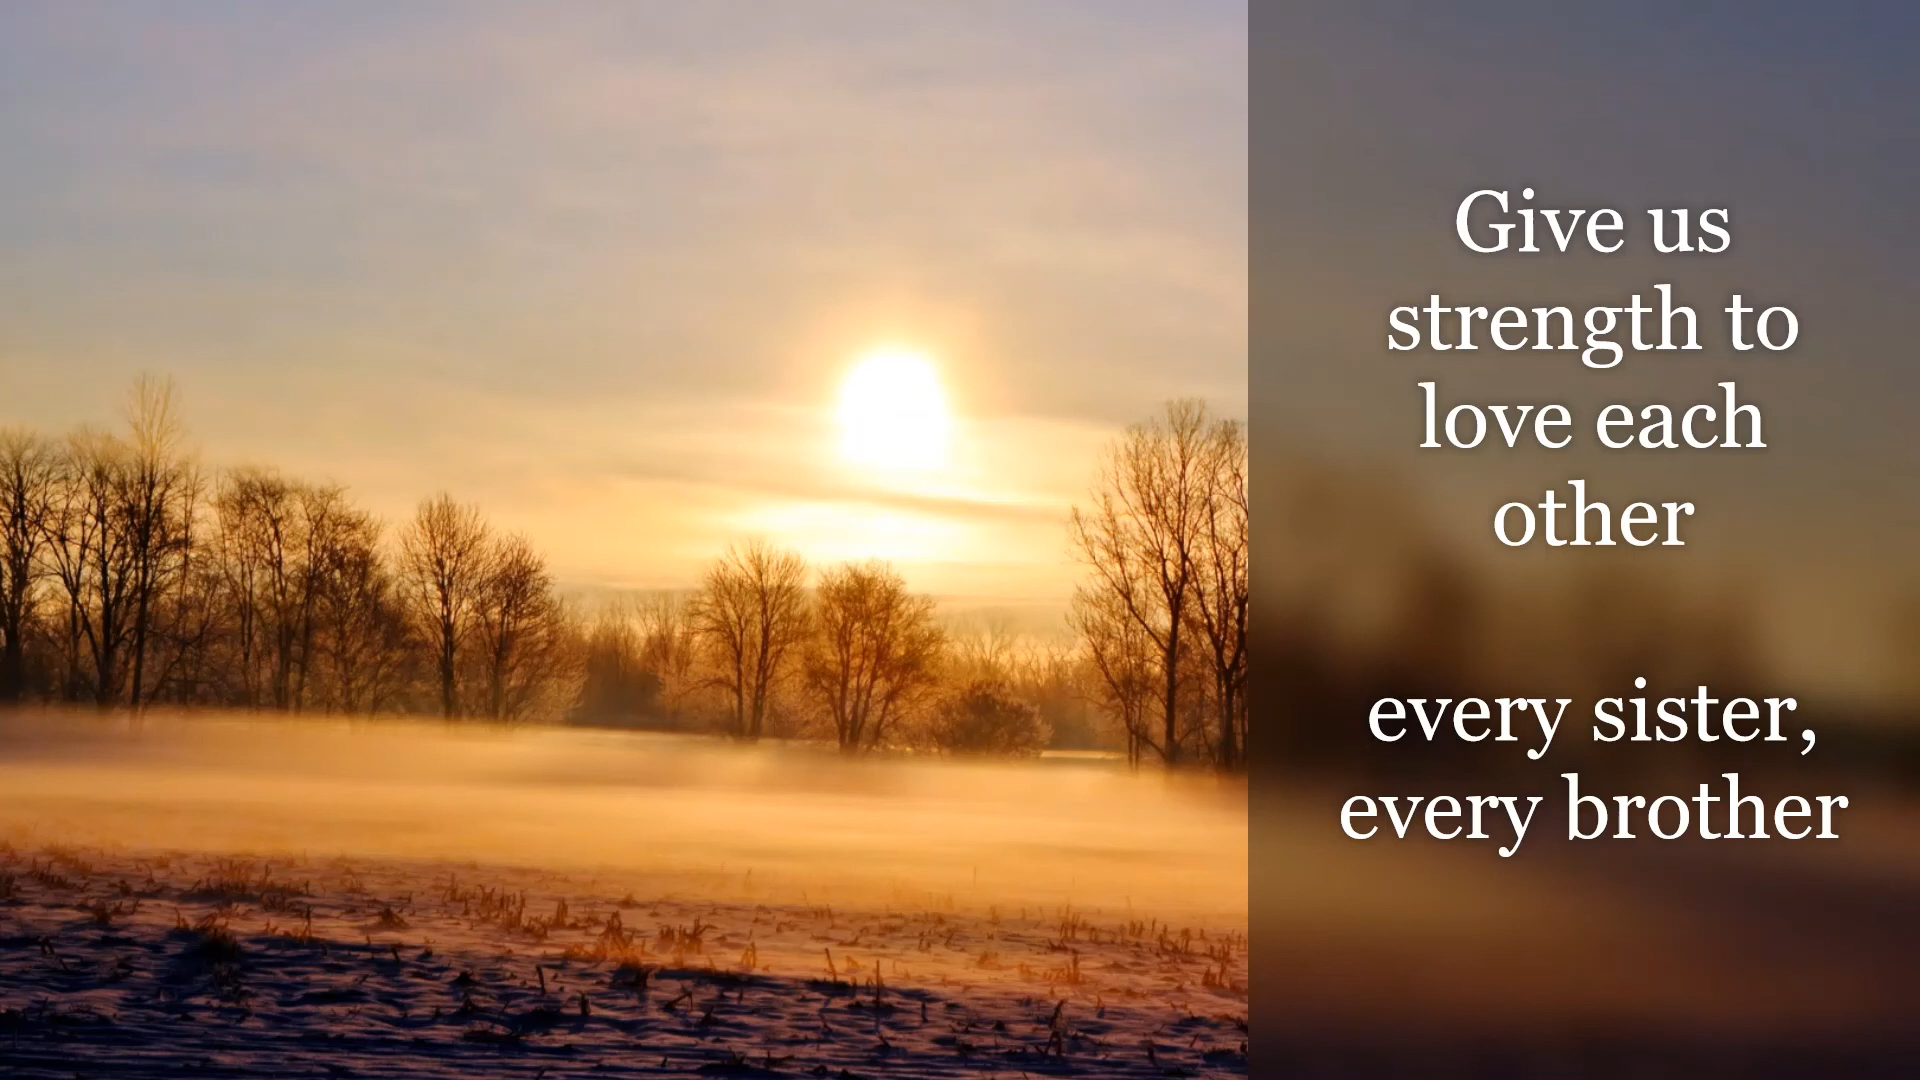 Give us
strength to
love each
other
every sister,
every brother